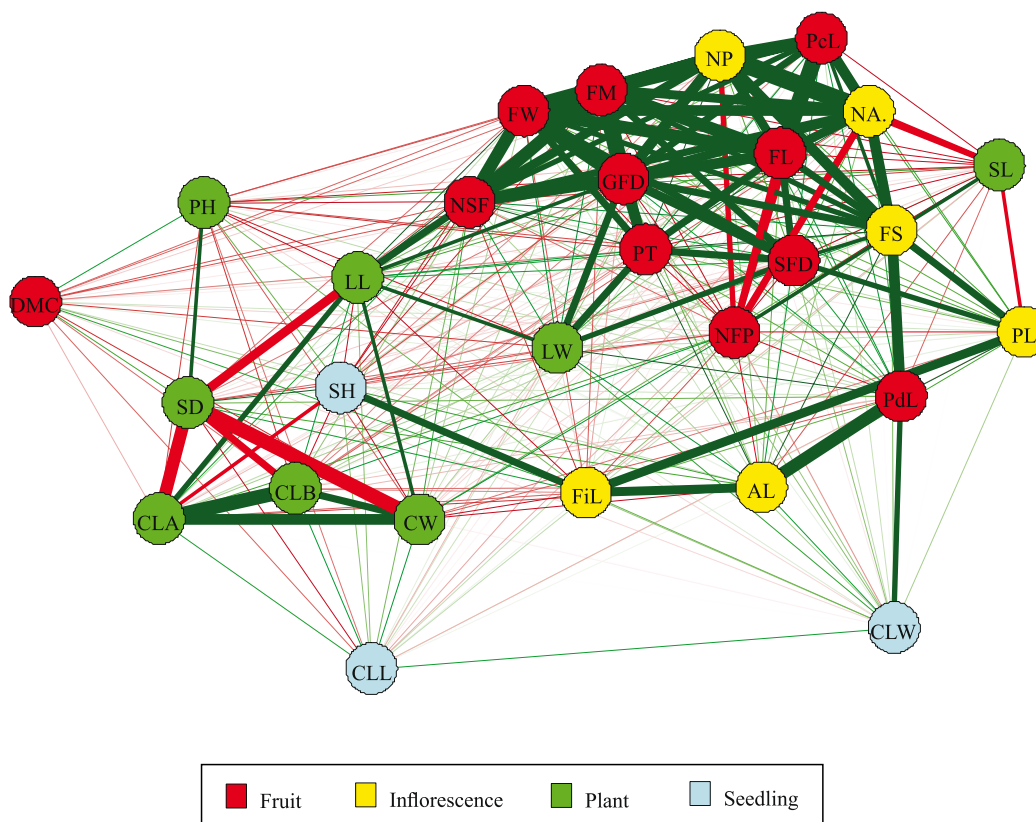 PcL
NP
FM
FW
NA.
FL
SL
GFD
PH
NSF
FS
PT
SFD
LL
DMC
NFP
PL
LW
SH
PdL
SD
CLB
AL
FiL
CLA
CW
CLW
CLL
Fruit
Inflorescence
Plant
Seedling